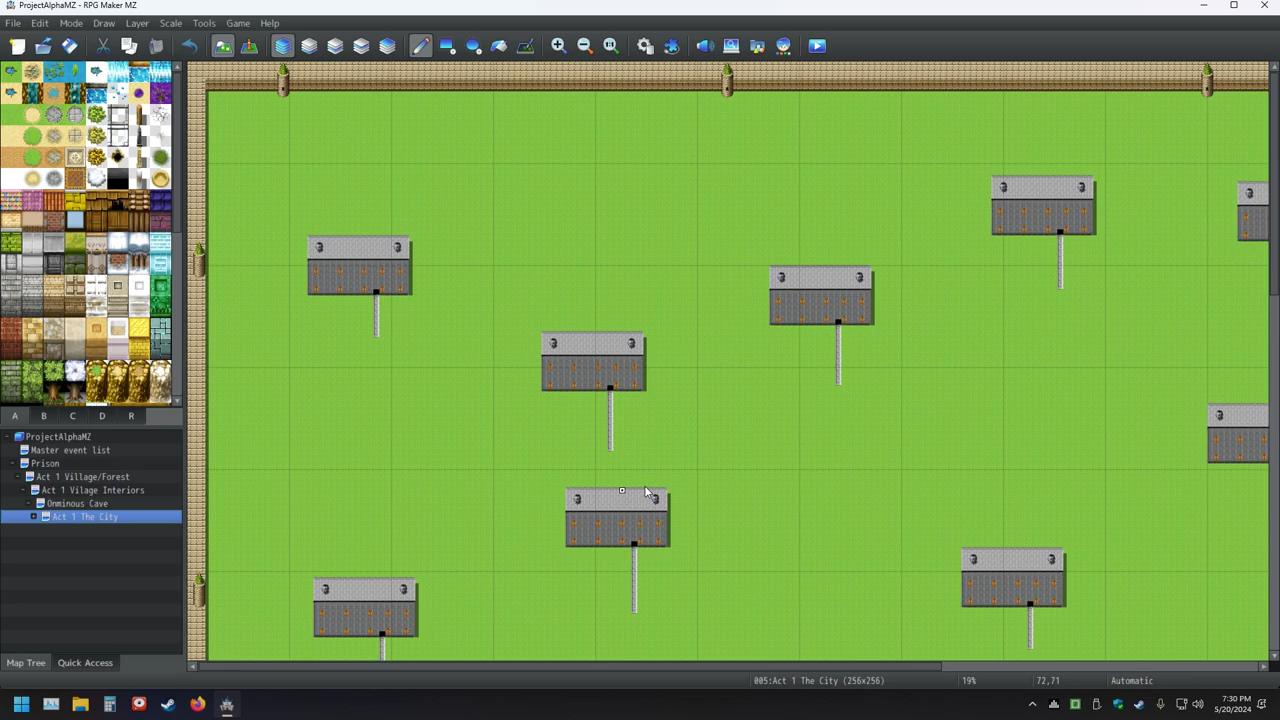 ProjectAlphaMZ - RPG Maker MZ
File Edit Mode Draw Layer Scale Tools Game Help
A B C D R
ProjectAlphaMZ
Master event list
Prison
Act 1 Village/Forest
Act 1 Vilage Interiors
Onminous Cave
Act 1 The City
Map Tree Quick Access
005:Act 1 The City (256x256) 19% 72,71 Automatic
7:30 PM
5/20/2024